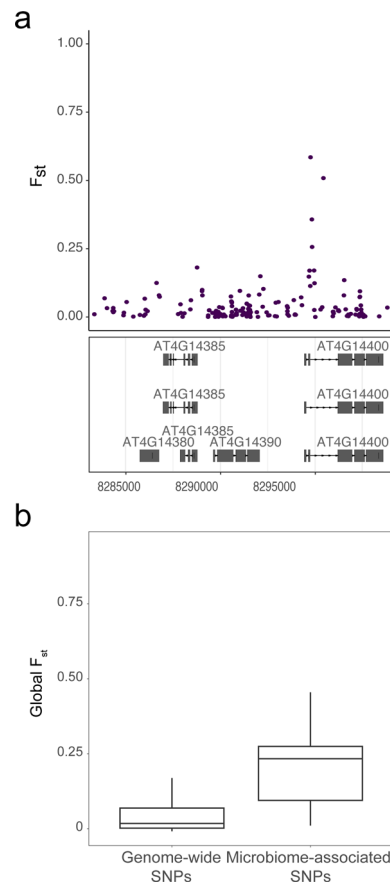 a
1.00
0.75
0.50
0.25
0.00
Fst
AT4G14385 AT4G14400
AT4G14385 AT4G14400
AT4G14385
AT4G14380 AT4G14390 AT4G14400
8285000 8290000 8295000
b
0.75
0.50
0.25
0
Global Fst
Genome-wide Microbiome-associated
SNPs SNPs